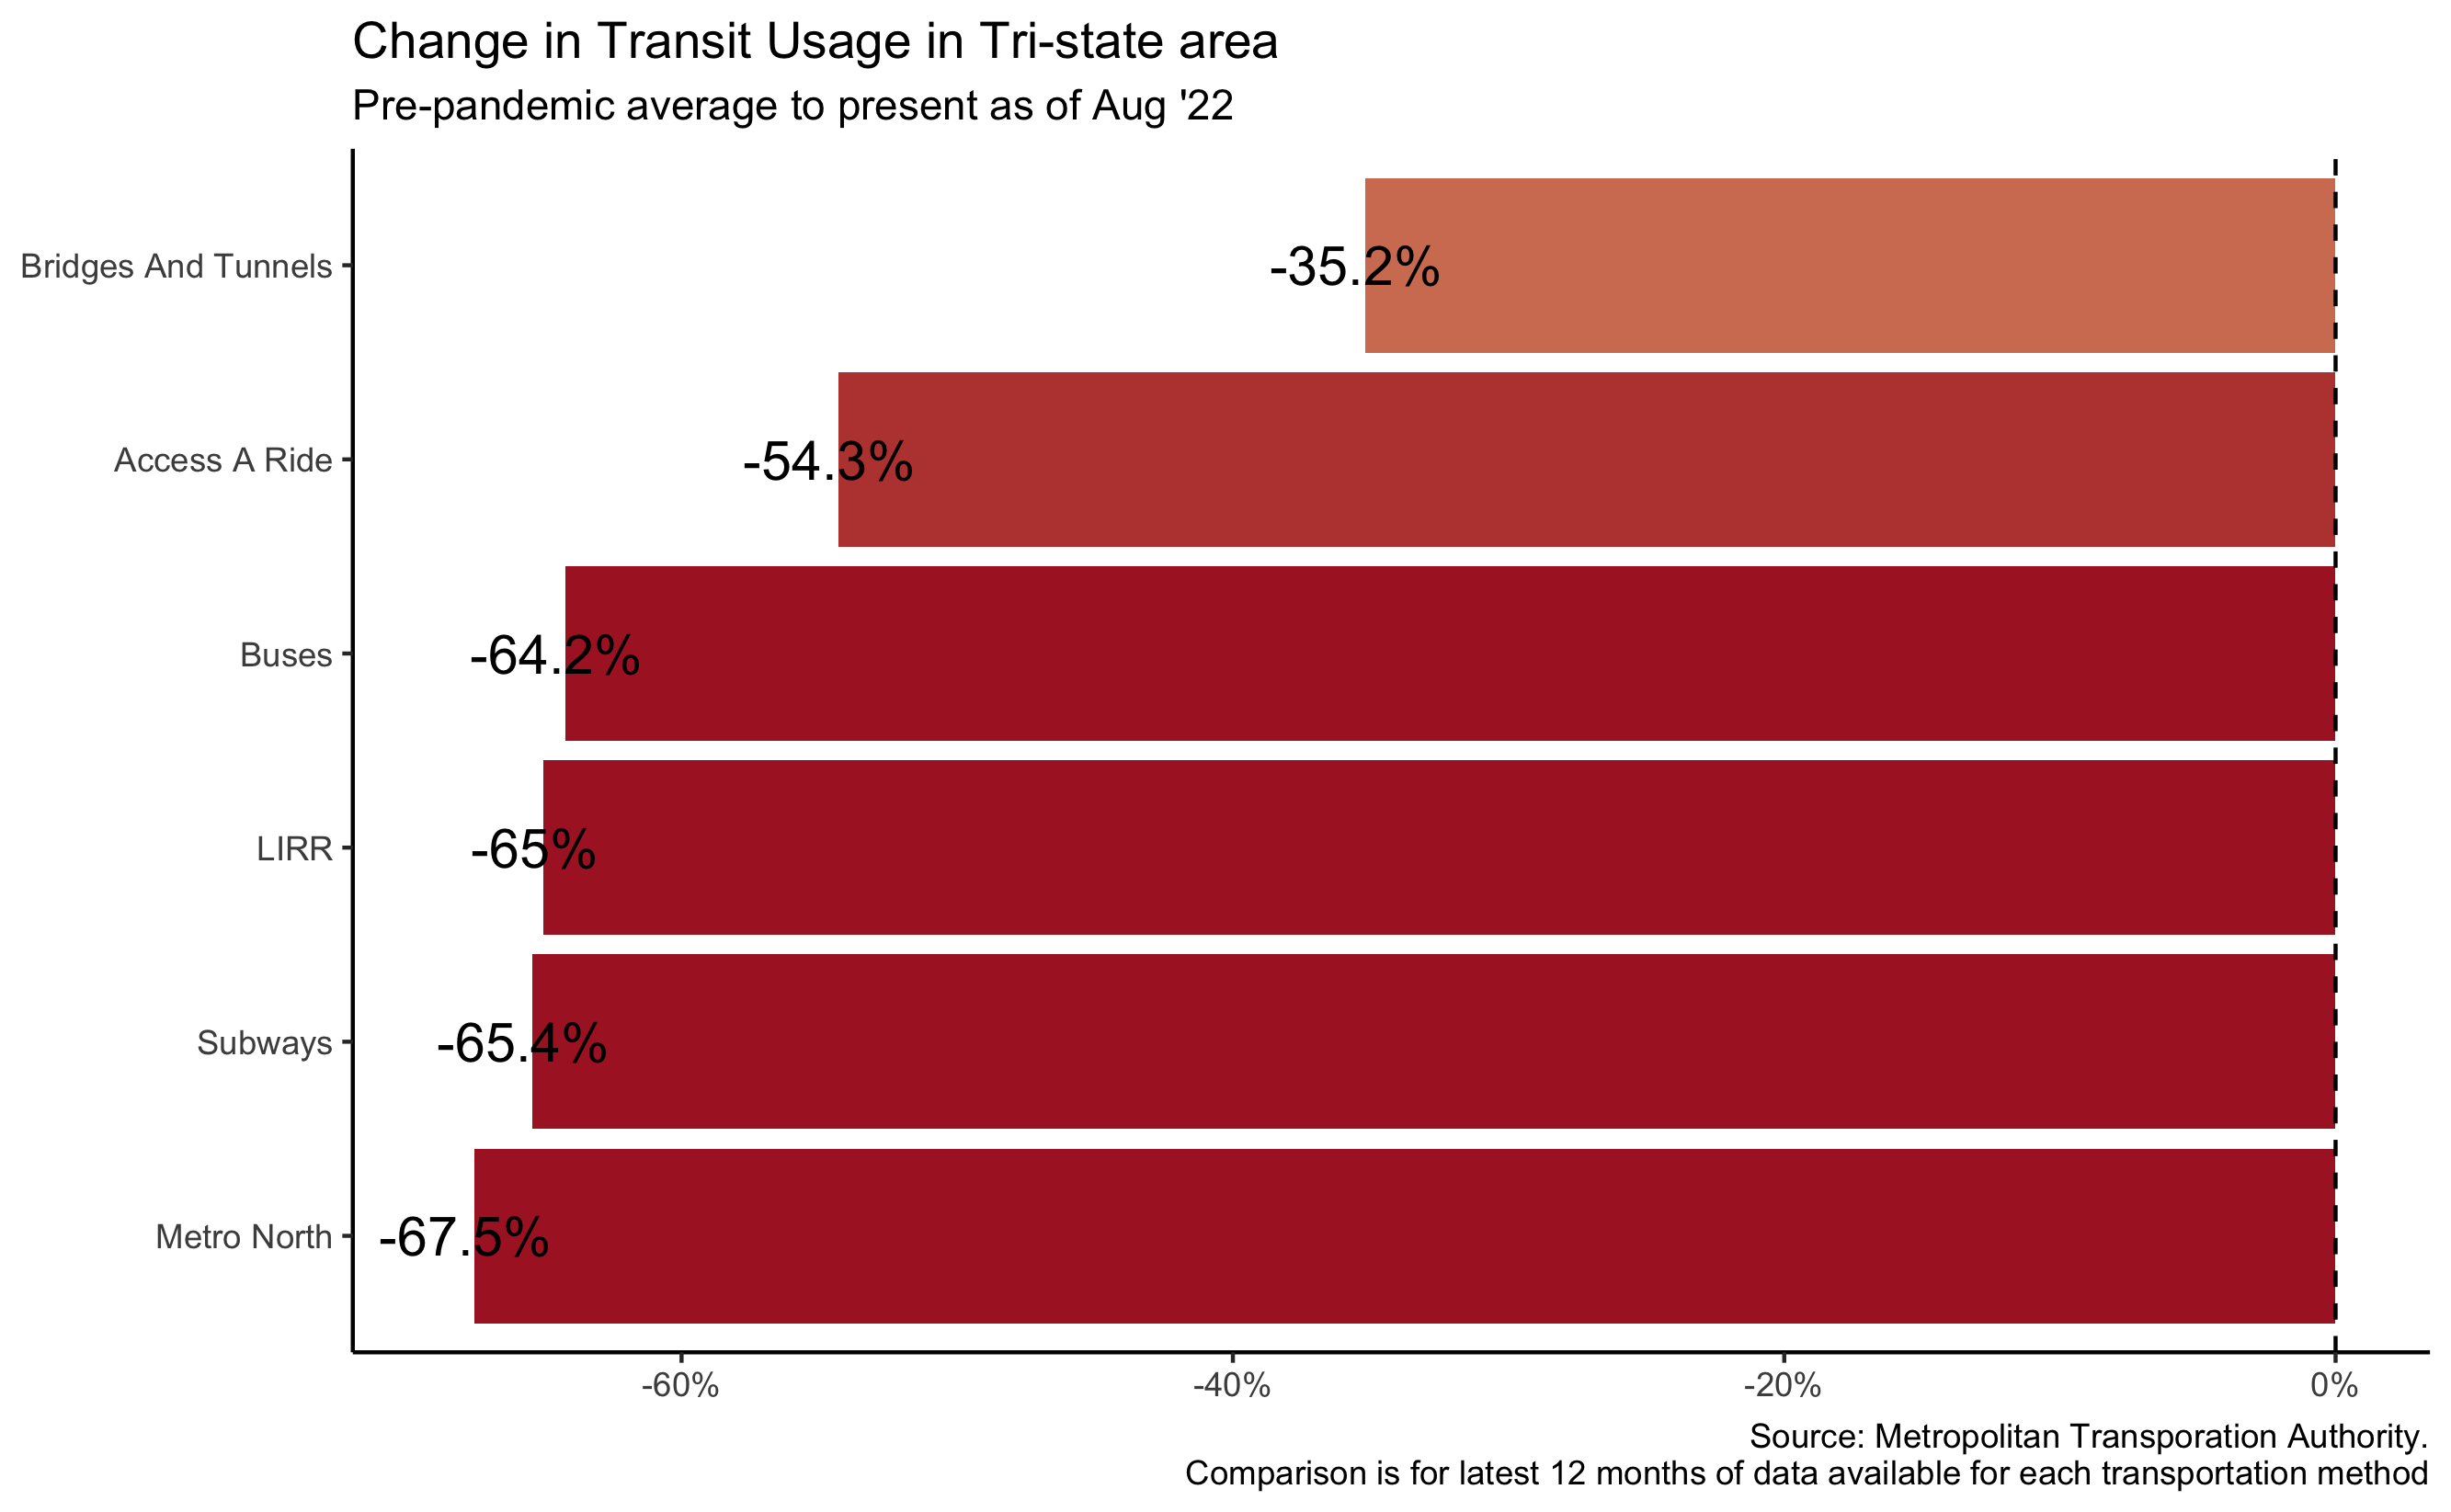 Change in Transit Usage in Tri-state area
Pre-pandemic average to present as of Aug '22
Bridges And Tunnels
-35.2%
Access A Ride
-54.3%
Buses
-64.2%
LIRR
-65%
Subways
-65.4%
Metro North
-67.5%
-60%
-40%
-20%
0%
Source: Metropolitan Transporation Authority.
Comparison is for latest 12 months of data available for each transportation method